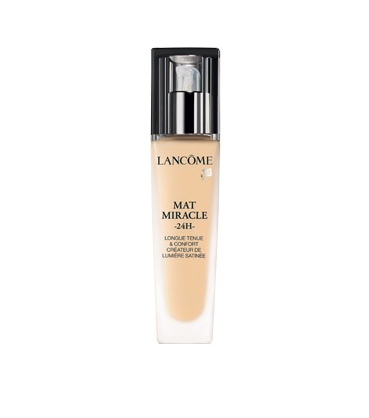 LANCÔME
MAT
MIRACLE
-24H-
LONGUE TENUE
& CONFORT
CRÉATEUR DE
LUMIÈRE SATINÉE